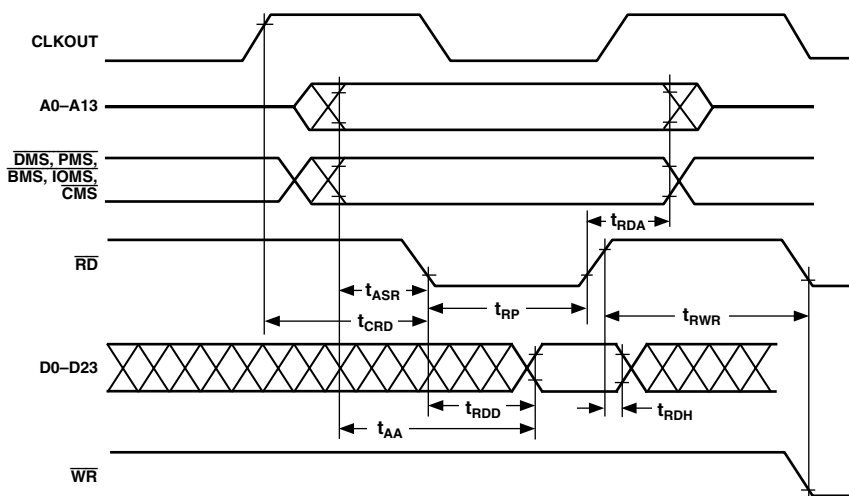 CLKOUT
A0–A13
DMS, PMS,
BMS, IOMS,
CMS
tRDA
RD
tASR
tRP
tCRD
tRWR
D0–D23
tRDD
tRDH
tAA
WR